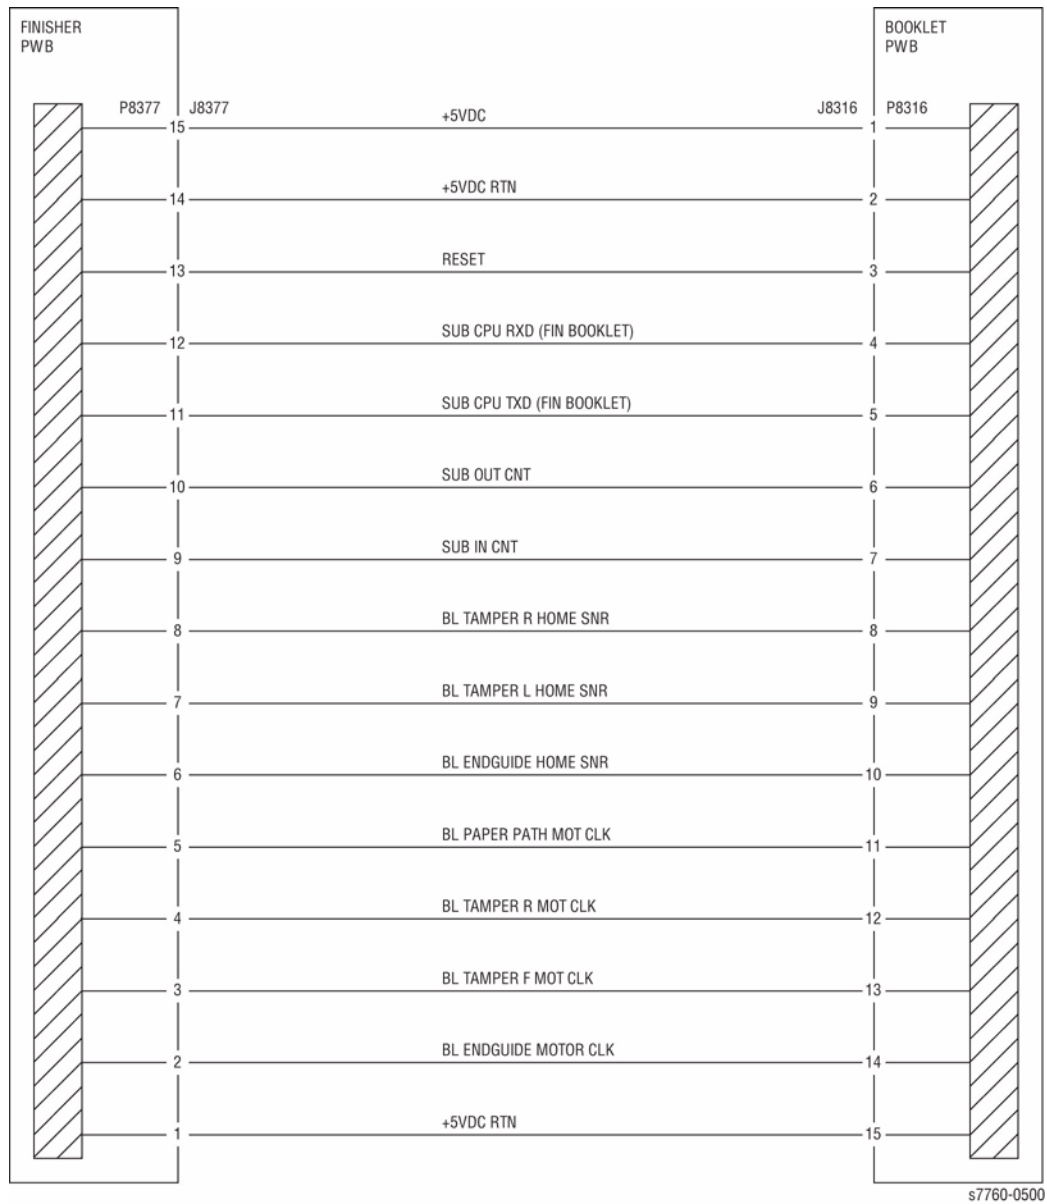 FINISHER
PWB
BOOKLET
PWB
P8377 J8377 J8316 P8316
15 +5VDC 1
14 +5VDC RTN 2
13 RESET 3
12 SUB CPU RXD (FIN BOOKLET) 4
11 SUB CPU TXD (FIN BOOKLET) 5
10 SUB OUT CNT 6
9 SUB IN CNT 7
8 BL TAMPER R HOME SNR 8
7 BL TAMPER L HOME SNR 9
6 BL ENDGUIDE HOME SNR 10
5 BL PAPER PATH MOT CLK 11
4 BL TAMPER R MOT CLK 12
3 BL TAMPER F MOT CLK 13
2 BL ENDGUIDE MOTOR CLK 14
1 +5VDC RTN 15
s7760-0500